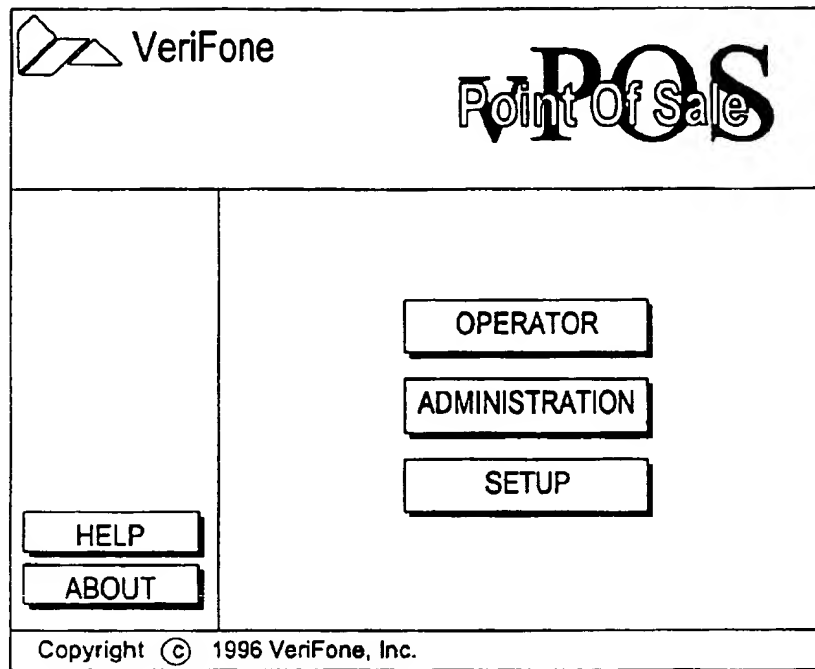 VeriFone
vPOS
Point Of Sale
OPERATOR
ADMINISTRATION
SETUP
HELP
ABOUT
Copyright © 1996 VeriFone, Inc.